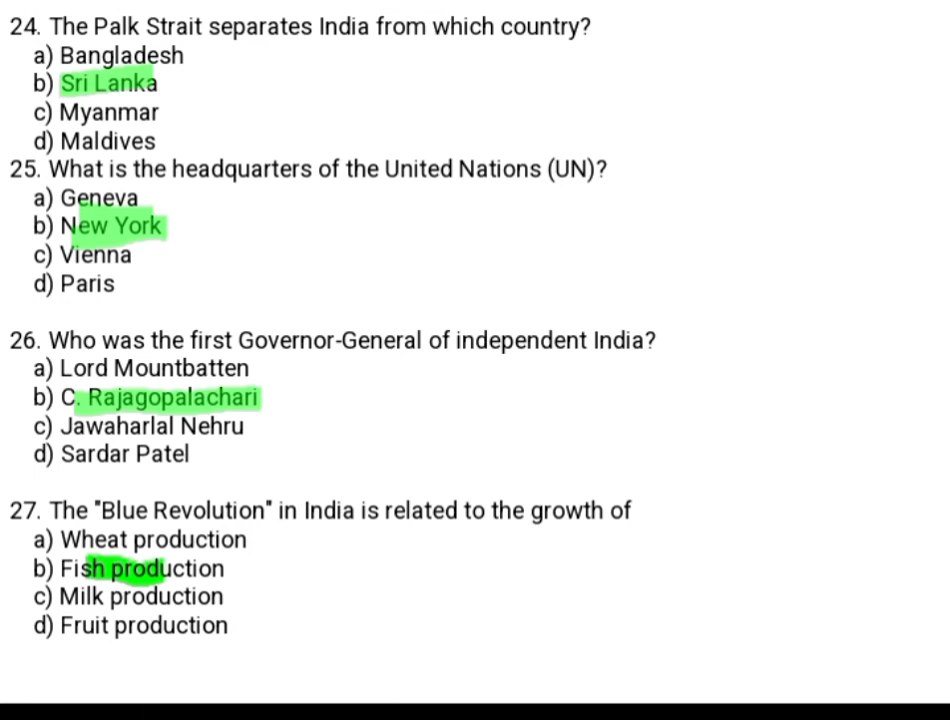 24. The Palk Strait separates India from which country?
a) Bangladesh
b) Sri Lanka
c) Myanmar
d) Maldives
25. What is the headquarters of the United Nations (UN)?
a) Geneva
b) New York
c) Vienna
d) Paris
26. Who was the first Governor-General of independent India?
a) Lord Mountbatten
b) C. Rajagopalachari
c) Jawaharlal Nehru
d) Sardar Patel
27. The "Blue Revolution" in India is related to the growth of
a) Wheat production
b) Fish production
c) Milk production
d) Fruit production